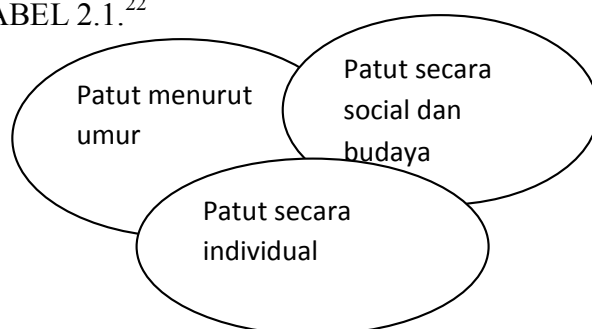 ABEL 2.1.22
Patut menurut
umur
Patut secara
social dan
budaya
Patut secara
individual